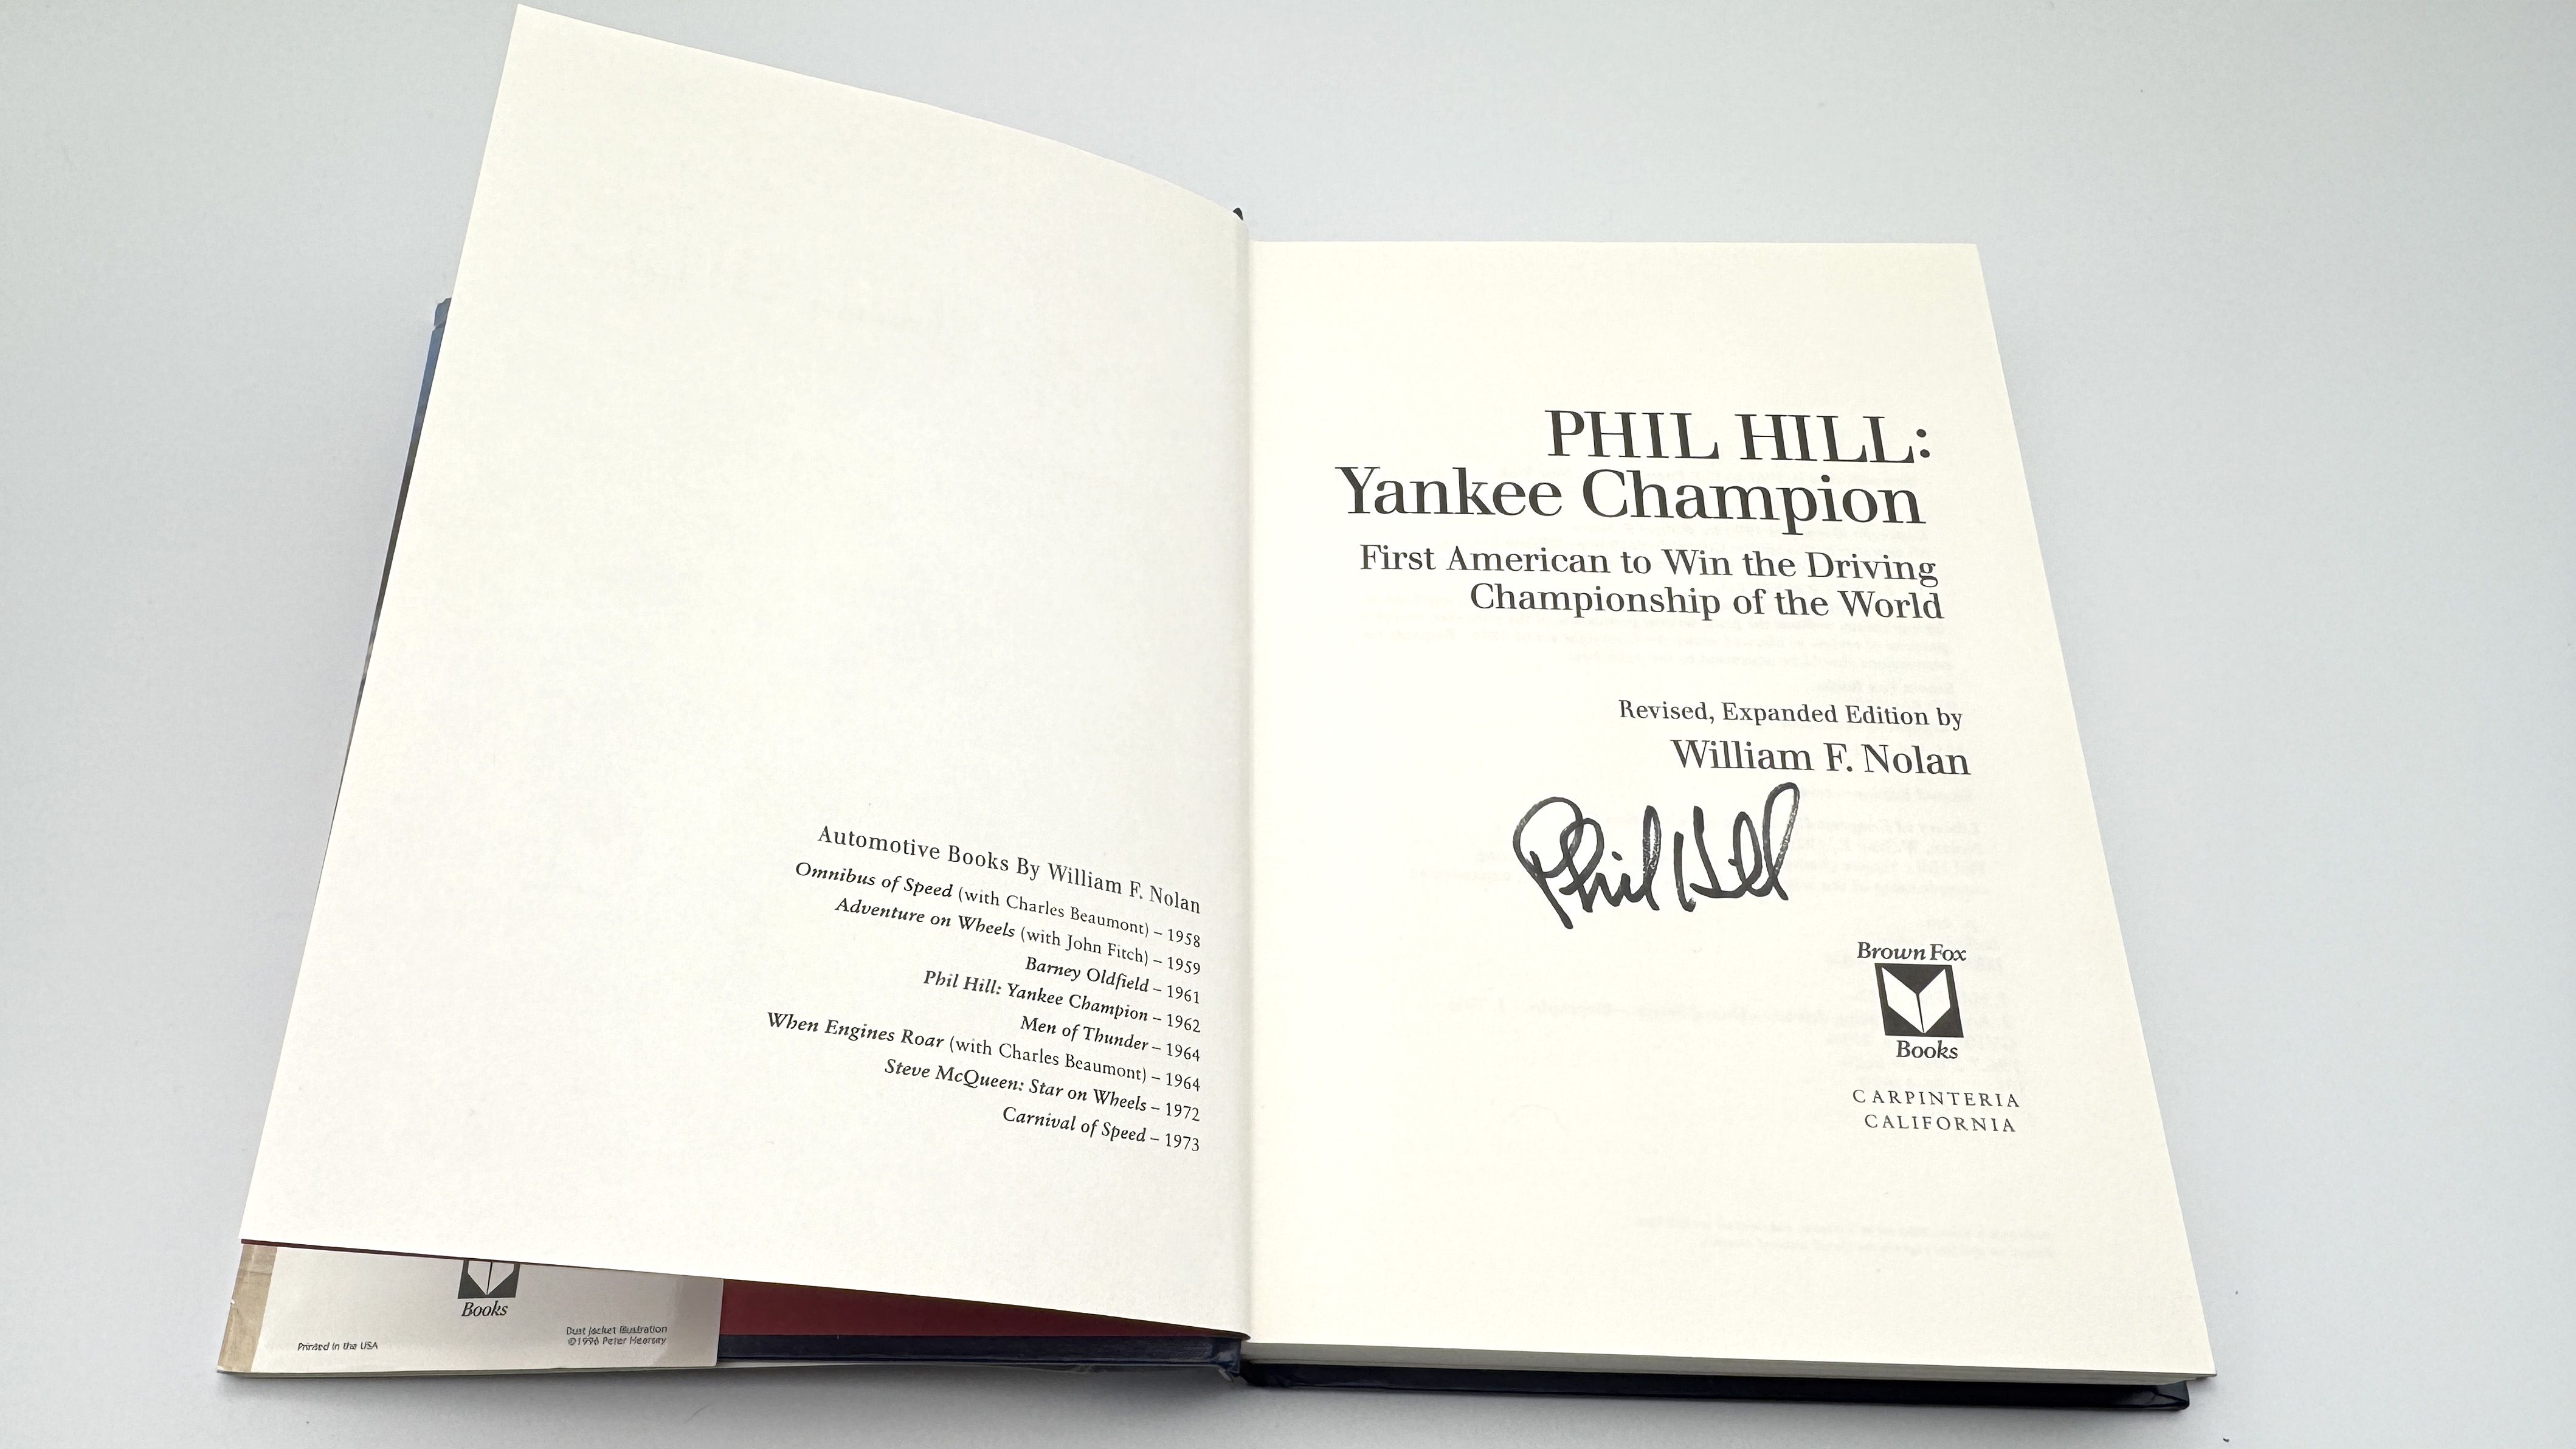 Automotive Books By William F. Nolan
Omnibus of Speed (with Charles Beaumont) – 1958
Adventure on Wheels (with John Fitch) – 1959
Barney Oldfield – 1961
Phil Hill: Yankee Champion – 1962
Men of Thunder – 1964
When Engines Roar (with Charles Beaumont) – 1964
Steve McQueen: Star on Wheels – 1972
Carnival of Speed – 1973
Books
Printed in the USA
Dust Jacket Illustration
©1996 Peter Hearsey
PHIL HILL:
Yankee Champion
First American to Win the Driving
Championship of the World
Revised, Expanded Edition by
William F. Nolan
Phil Hill
Brown Fox
Books
CARPINTERIA
CALIFORNIA